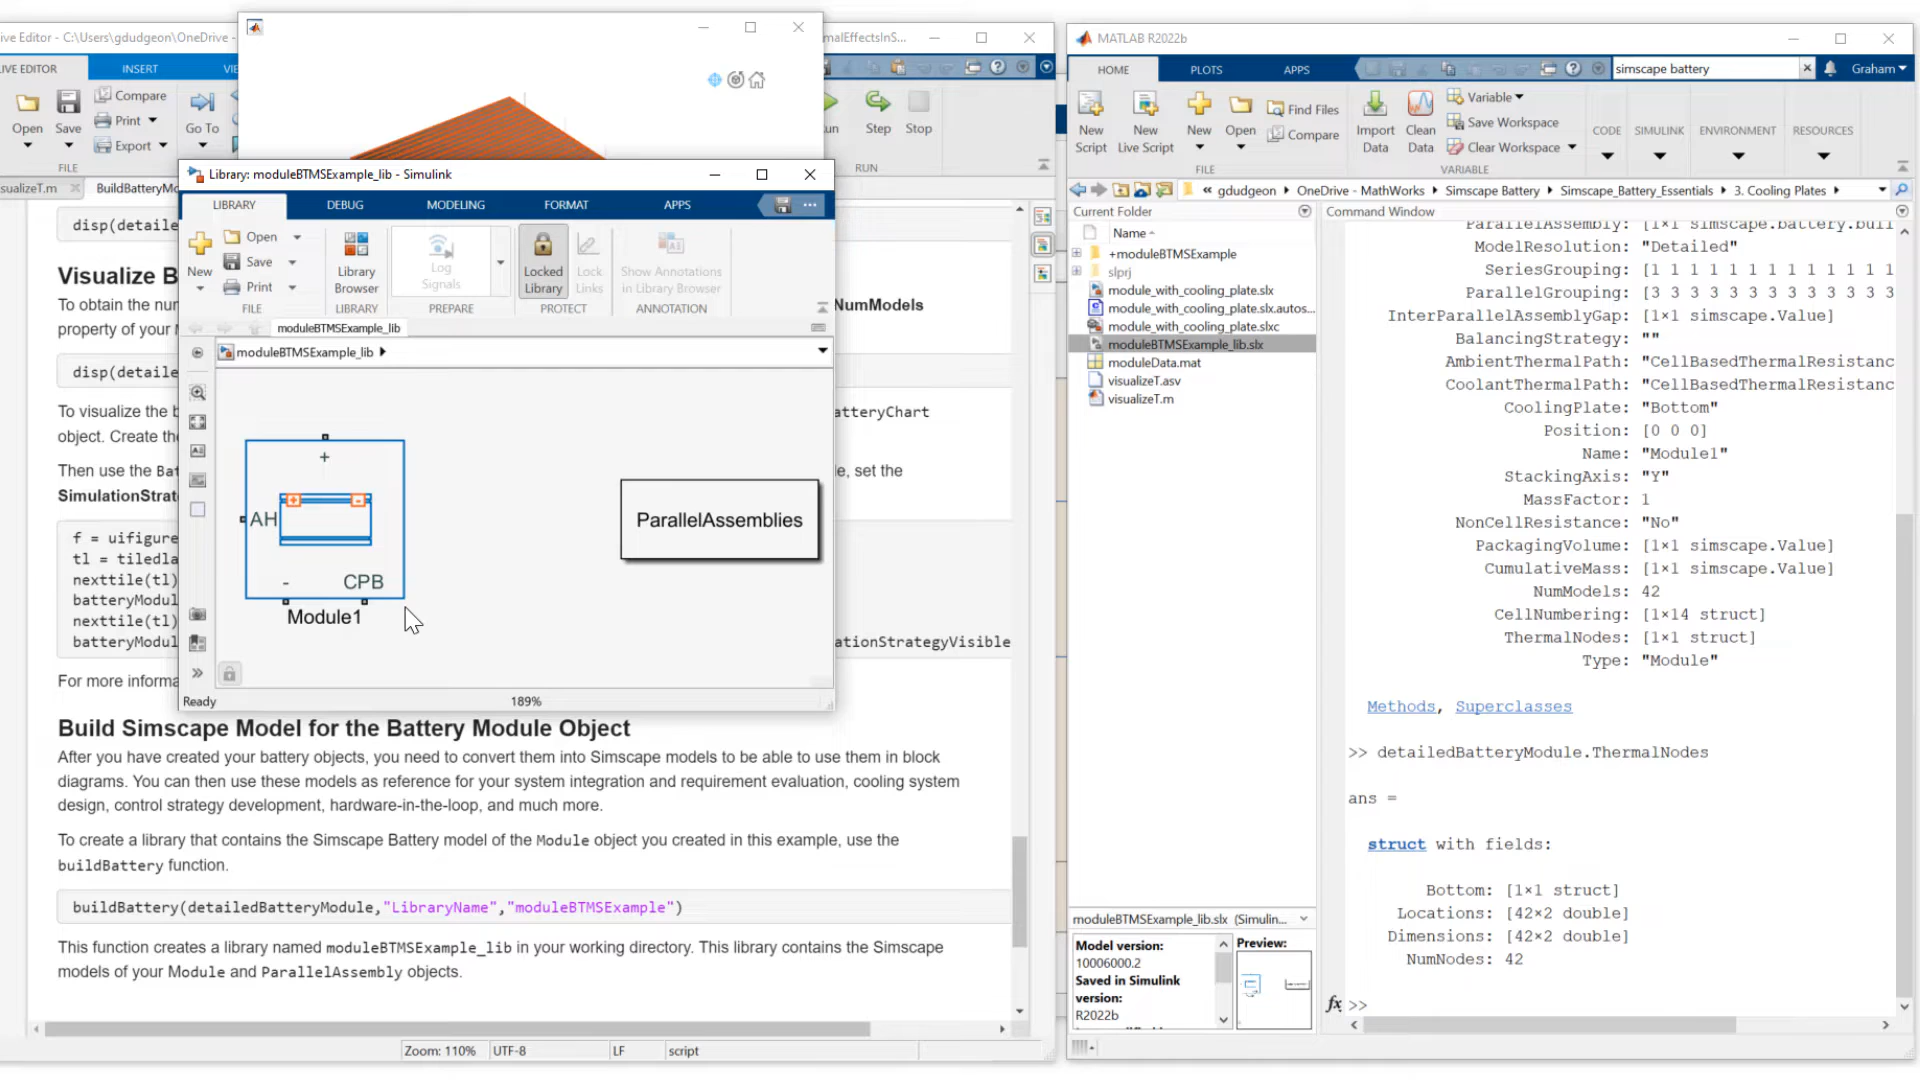 ive Editor - C:\Users\gdudgeon\OneDrive -
malEffectsInS...
IVE EDITOR
INSERT
VIE
Open
Save
Compare
Print
Export
Go To
FILE
un
Step
Stop
RUN
sualizeT.m
BuildBatteryMo
disp(detaile
Visualize B
To obtain the num
NumModels
property of your M
disp(detaile
To visualize the b
atteryChart
object. Create the
Then use the Bat
le, set the
SimulationStrat
f = uifigure
tl = tiledla
nexttile(tl)
batteryModul
nexttile(tl)
batteryModul
ationStrategyVisible
For more informa
Library: moduleBTMSExample_lib - Simulink
LIBRARY
DEBUG
MODELING
FORMAT
APPS
New
Open
Save
Print
FILE
Library
Browser
LIBRARY
Log
Signals
PREPARE
Locked
Library
Lock
Links
PROTECT
Show Annotations
in Library Browser
ANNOTATION
moduleBTMSExample_lib
moduleBTMSExample_lib
+
AH
- CPB
Module1
ParallelAssemblies
Ready
189%
Build Simscape Model for the Battery Module Object
After you have created your battery objects, you need to convert them into Simscape models to be able to use them in block
diagrams. You can then use these models as reference for your system integration and requirement evaluation, cooling system
design, control strategy development, hardware-in-the-loop, and much more.
To create a library that contains the Simscape Battery model of the Module object you created in this example, use the
buildBattery function.
buildBattery(detailedBatteryModule,"LibraryName","moduleBTMSExample")
This function creates a library named moduleBTMSExample_lib in your working directory. This library contains the Simscape
models of your Module and ParallelAssembly objects.
Zoom: 110%
UTF-8
LF
script
MATLAB R2022b
HOME
PLOTS
APPS
simscape battery
Graham
New
Script
New
Live Script
New
Open
Find Files
Compare
FILE
Import
Data
Clean
Data
Variable
Save Workspace
Clear Workspace
VARIABLE
CODE
SIMULINK
ENVIRONMENT
RESOURCES
« gdudgeon
OneDrive - MathWorks
Simscape Battery
Simscape_Battery_Essentials
3. Cooling Plates
Current Folder
Name
+moduleBTMSExample
slprj
module_with_cooling_plate.slx
module_with_cooling_plate.slx.autos...
module_with_cooling_plate.slxc
moduleBTMSExample_lib.slx
moduleData.mat
visualizeT.asv
visualizeT.m
moduleBTMSExample_lib.slx (Simulin...
Model version:
10006000.2
Saved in Simulink
version:
R2022b
Preview:
Command Window
ParallelAssembly: [1×1 simscape.battery.buil
ModelResolution: "Detailed"
SeriesGrouping: [1 1 1 1 1 1 1 1 1 1 1 1
ParallelGrouping: [3 3 3 3 3 3 3 3 3 3 3 3
InterParallelAssemblyGap: [1×1 simscape.Value]
BalancingStrategy: ""
AmbientThermalPath: "CellBasedThermalResistanc
CoolantThermalPath: "CellBasedThermalResistanc
CoolingPlate: "Bottom"
Position: [0 0 0]
Name: "Module1"
StackingAxis: "Y"
MassFactor: 1
NonCellResistance: "No"
PackagingVolume: [1×1 simscape.Value]
CumulativeMass: [1×1 simscape.Value]
NumModels: 42
CellNumbering: [1×14 struct]
ThermalNodes: [1×1 struct]
Type: "Module"
Methods, Superclasses
>> detailedBatteryModule.ThermalNodes
ans =
struct with fields:
Bottom: [1×1 struct]
Locations: [42×2 double]
Dimensions: [42×2 double]
NumNodes: 42
fx >>